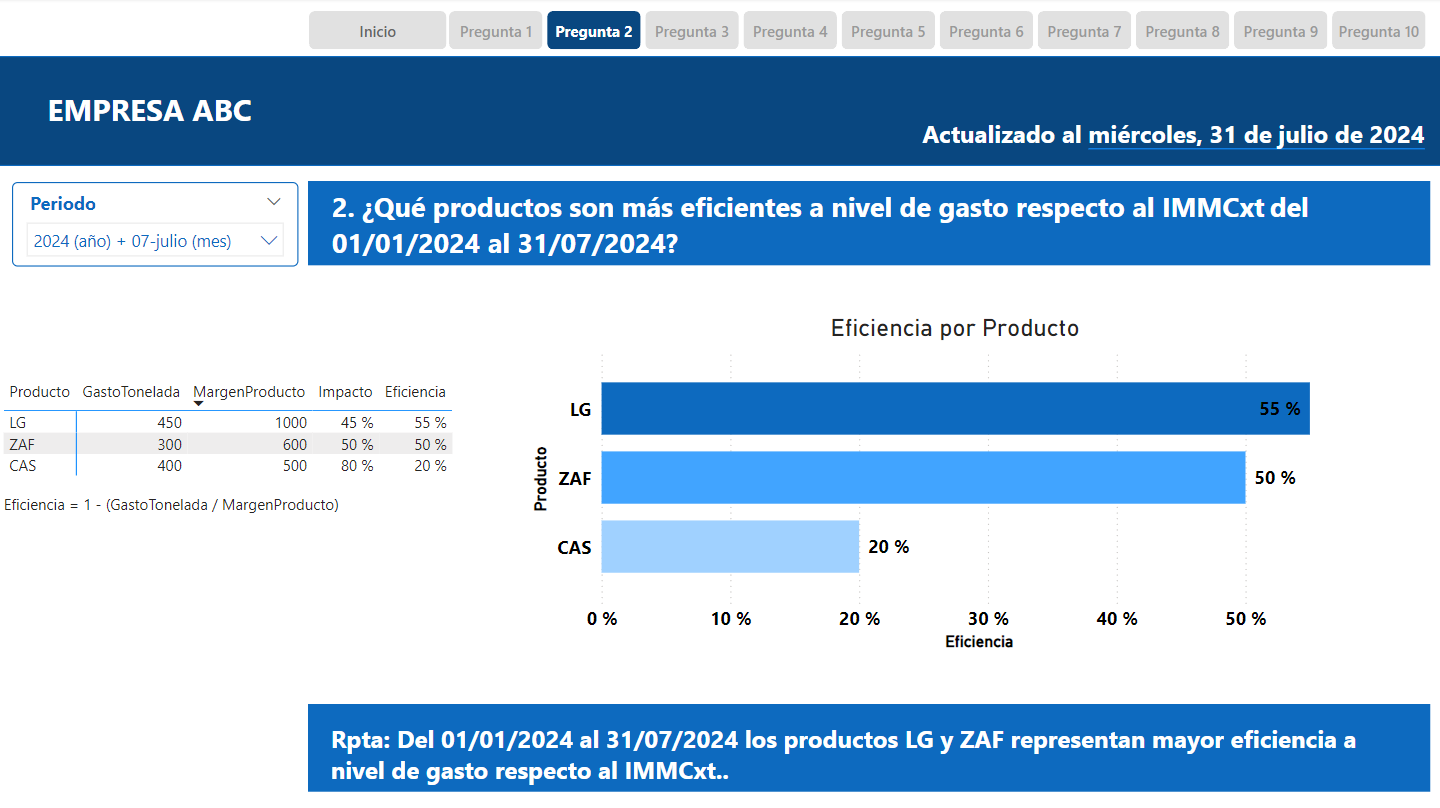 Inicio Pregunta 1 Pregunta 2 Pregunta 3 Pregunta 4 Pregunta 5 Pregunta 6 Pregunta 7 Pregunta 8 Pregunta 9 Pregunta 10
EMPRESA ABC
Actualizado al miércoles, 31 de julio de 2024
Periodo
2024 (año) + 07-julio (mes)
2. ¿Qué productos son más eficientes a nivel de gasto respecto al IMMCxt del
01/01/2024 al 31/07/2024?
Producto GastoTonelada MargenProducto Impacto Eficiencia
LG 450 1000 45 % 55 %
ZAF 300 600 50 % 50 %
CAS 400 500 80 % 20 %
Eficiencia = 1 - (GastoTonelada / MargenProducto)
Eficiencia por Producto
Producto
LG 55 %
ZAF 50 %
CAS 20 %
0 % 10 % 20 % 30 % 40 % 50 %
Eficiencia
Rpta: Del 01/01/2024 al 31/07/2024 los productos LG y ZAF representan mayor eficiencia a
nivel de gasto respecto al IMMCxt..